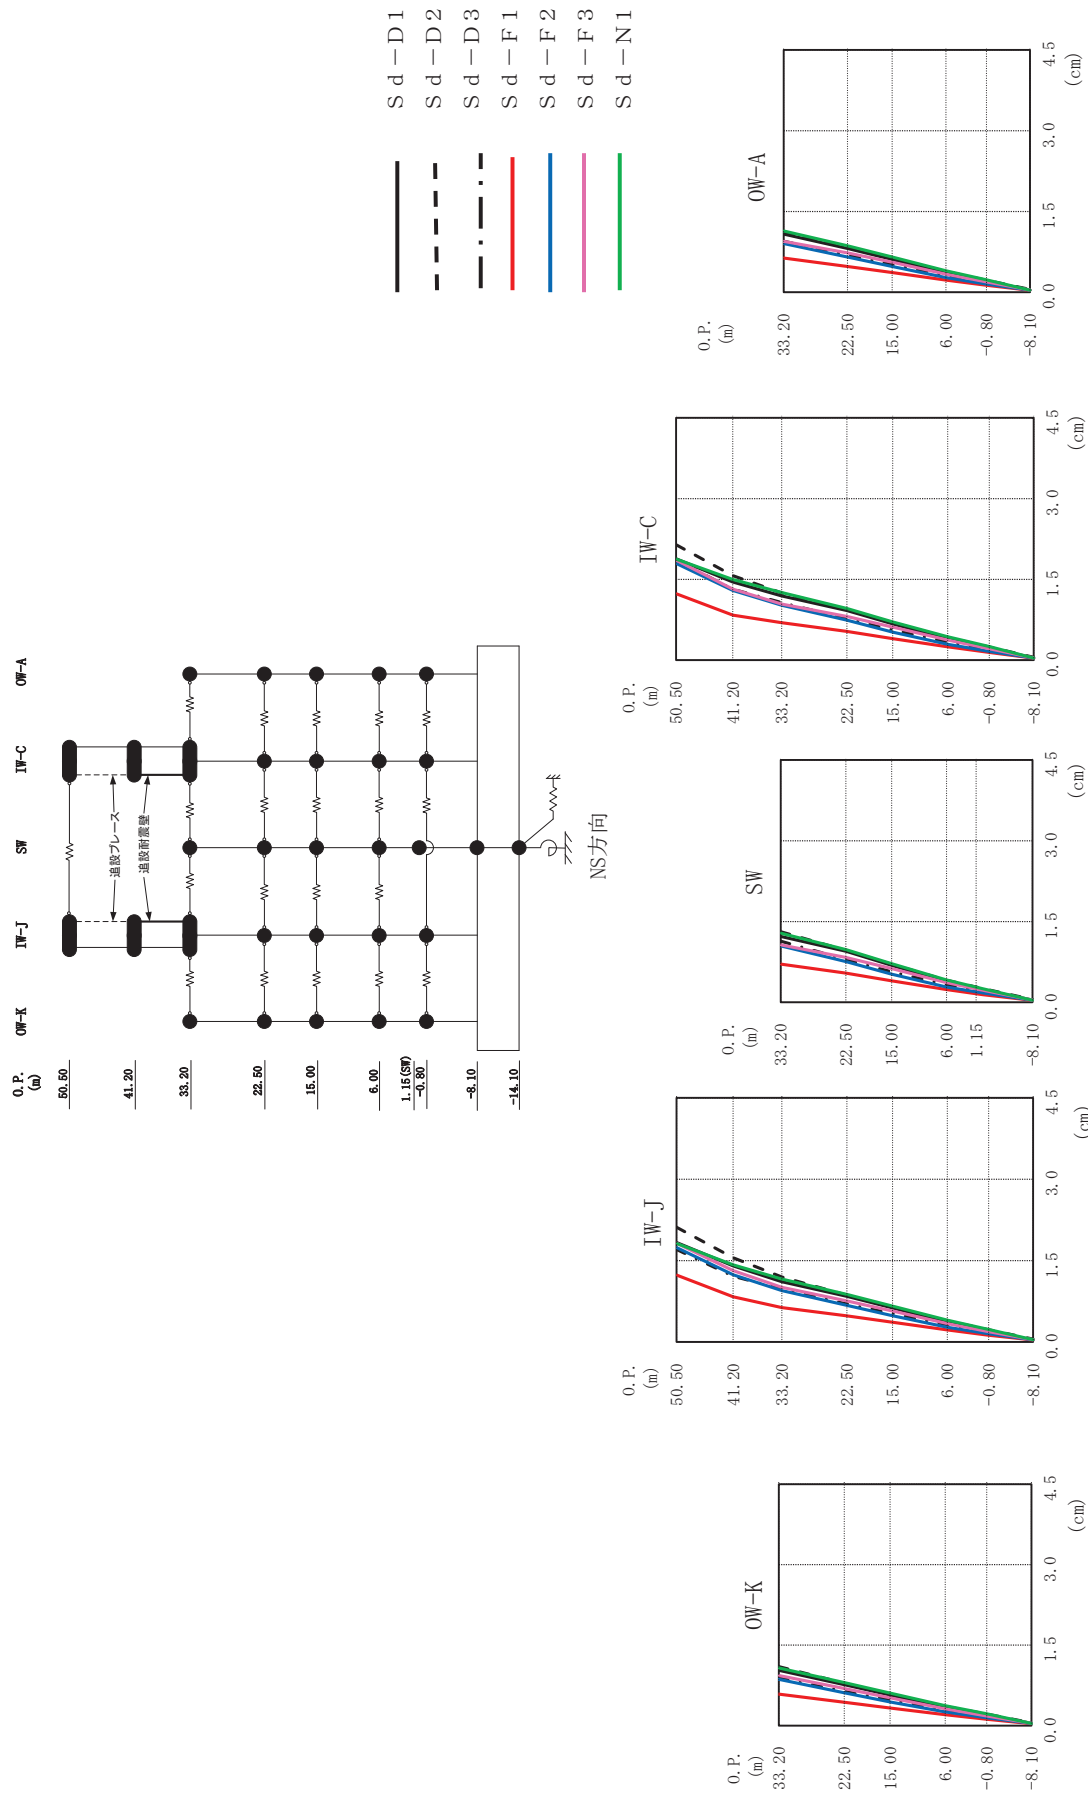 Ｓｄ－Ｄ１
Ｓｄ－Ｄ２
Ｓｄ－Ｄ３
Ｓｄ－Ｆ１
Ｓｄ－Ｆ２
Ｓｄ－Ｆ３
Ｓｄ－Ｎ１
O.P.
(m)
OW-K
IW-J
SW
IW-C
OW-A
50.50
41.20
33.20
22.50
15.00
6.00
1.15(SW)
-0.80
-8.10
-14.10
追設ブレース
追設耐震壁
NS方向
OW-K
O.P.
(m)
33.20
22.50
15.00
6.00
-0.80
-8.10
0.0
1.5
3.0
4.5
(cm)
IW-J
O.P.
(m)
50.50
41.20
33.20
22.50
15.00
6.00
-0.80
-8.10
0.0
1.5
3.0
4.5
(cm)
SW
O.P.
(m)
33.20
22.50
15.00
6.00
1.15
-8.10
0.0
1.5
3.0
4.5
(cm)
IW-C
O.P.
(m)
50.50
41.20
33.20
22.50
15.00
6.00
-0.80
-8.10
0.0
1.5
3.0
4.5
(cm)
OW-A
O.P.
(m)
33.20
22.50
15.00
6.00
-0.80
-8.10
0.0
1.5
3.0
4.5
(cm)